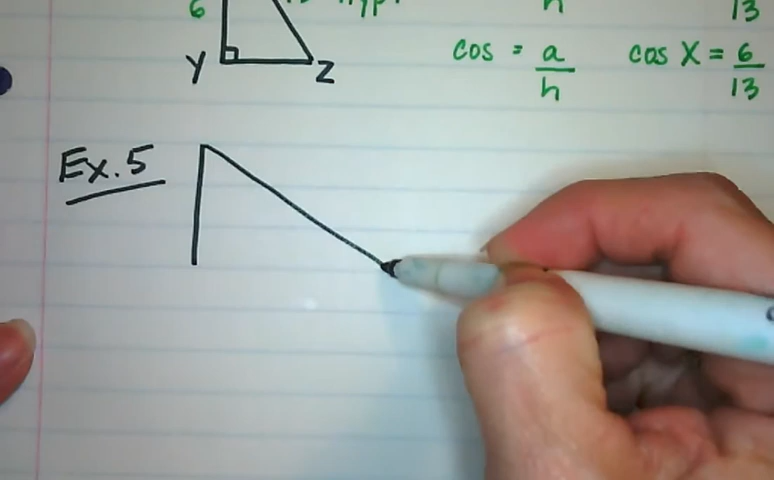 6
13
Y
Z
cos = a/h
cos X = 6/13
Ex. 5